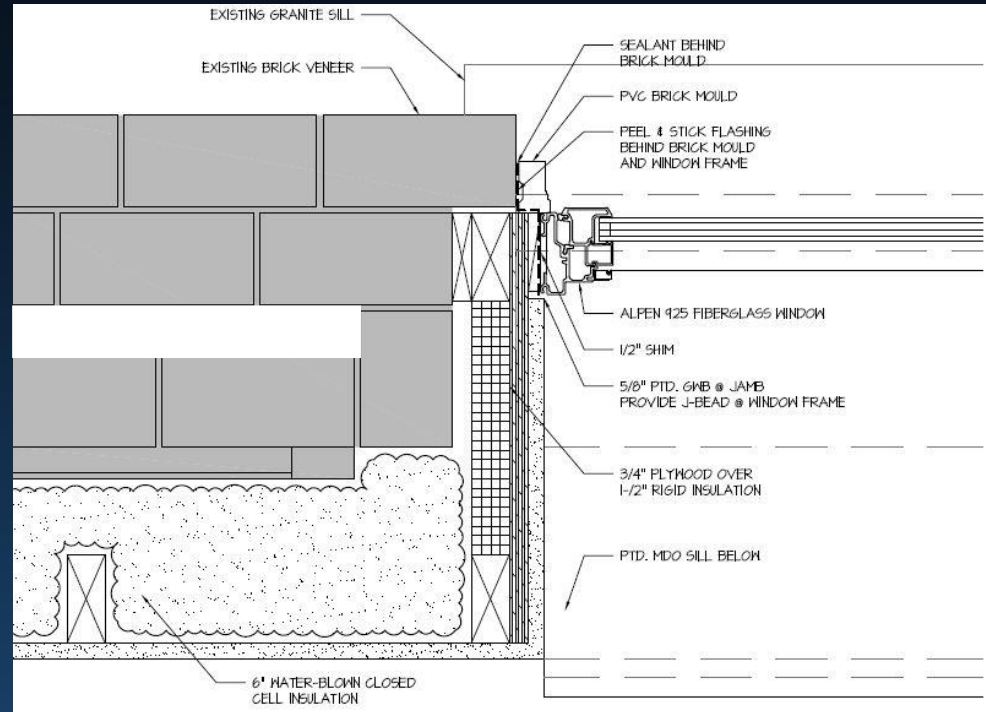 EXISTING GRANITE SILL
EXISTING BRICK VENEER
SEALANT BEHIND
BRICK MOULD
PVC BRICK MOULD
PEEL & STICK FLASHING
BEHIND BRICK MOULD
AND WINDOW FRAME
ALPEN 925 FIBERGLASS WINDOW
1/2" SHIM
5/8" PTD. GWB @ JAMB
PROVIDE J-BEAD @ WINDOW FRAME
3/4" PLYWOOD OVER
1-/2" RIGID INSULATION
PTD. MDO SILL BELOW
6" WATER-BLOWN CLOSED
CELL INSULATION